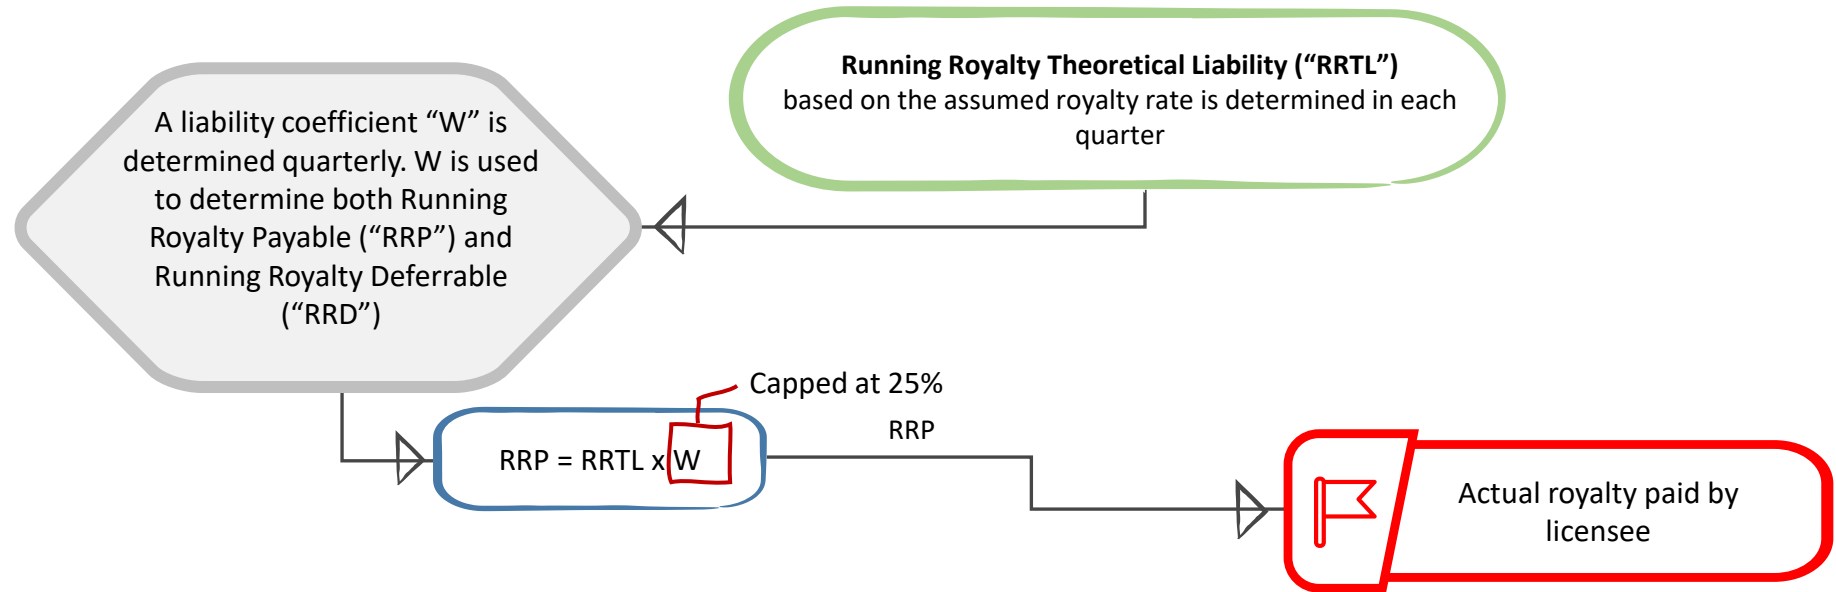 Running Royalty Theoretical Liability (“RRTL”)
based on the assumed royalty rate is determined in each
quarter
A liability coefficient “W” is
determined quarterly. W is used
to determine both Running
Royalty Payable (“RRP”) and
Running Royalty Deferrable
(“RRD”)
Capped at 25%
RRP = RRTL x W
RRP
Actual royalty paid by
licensee